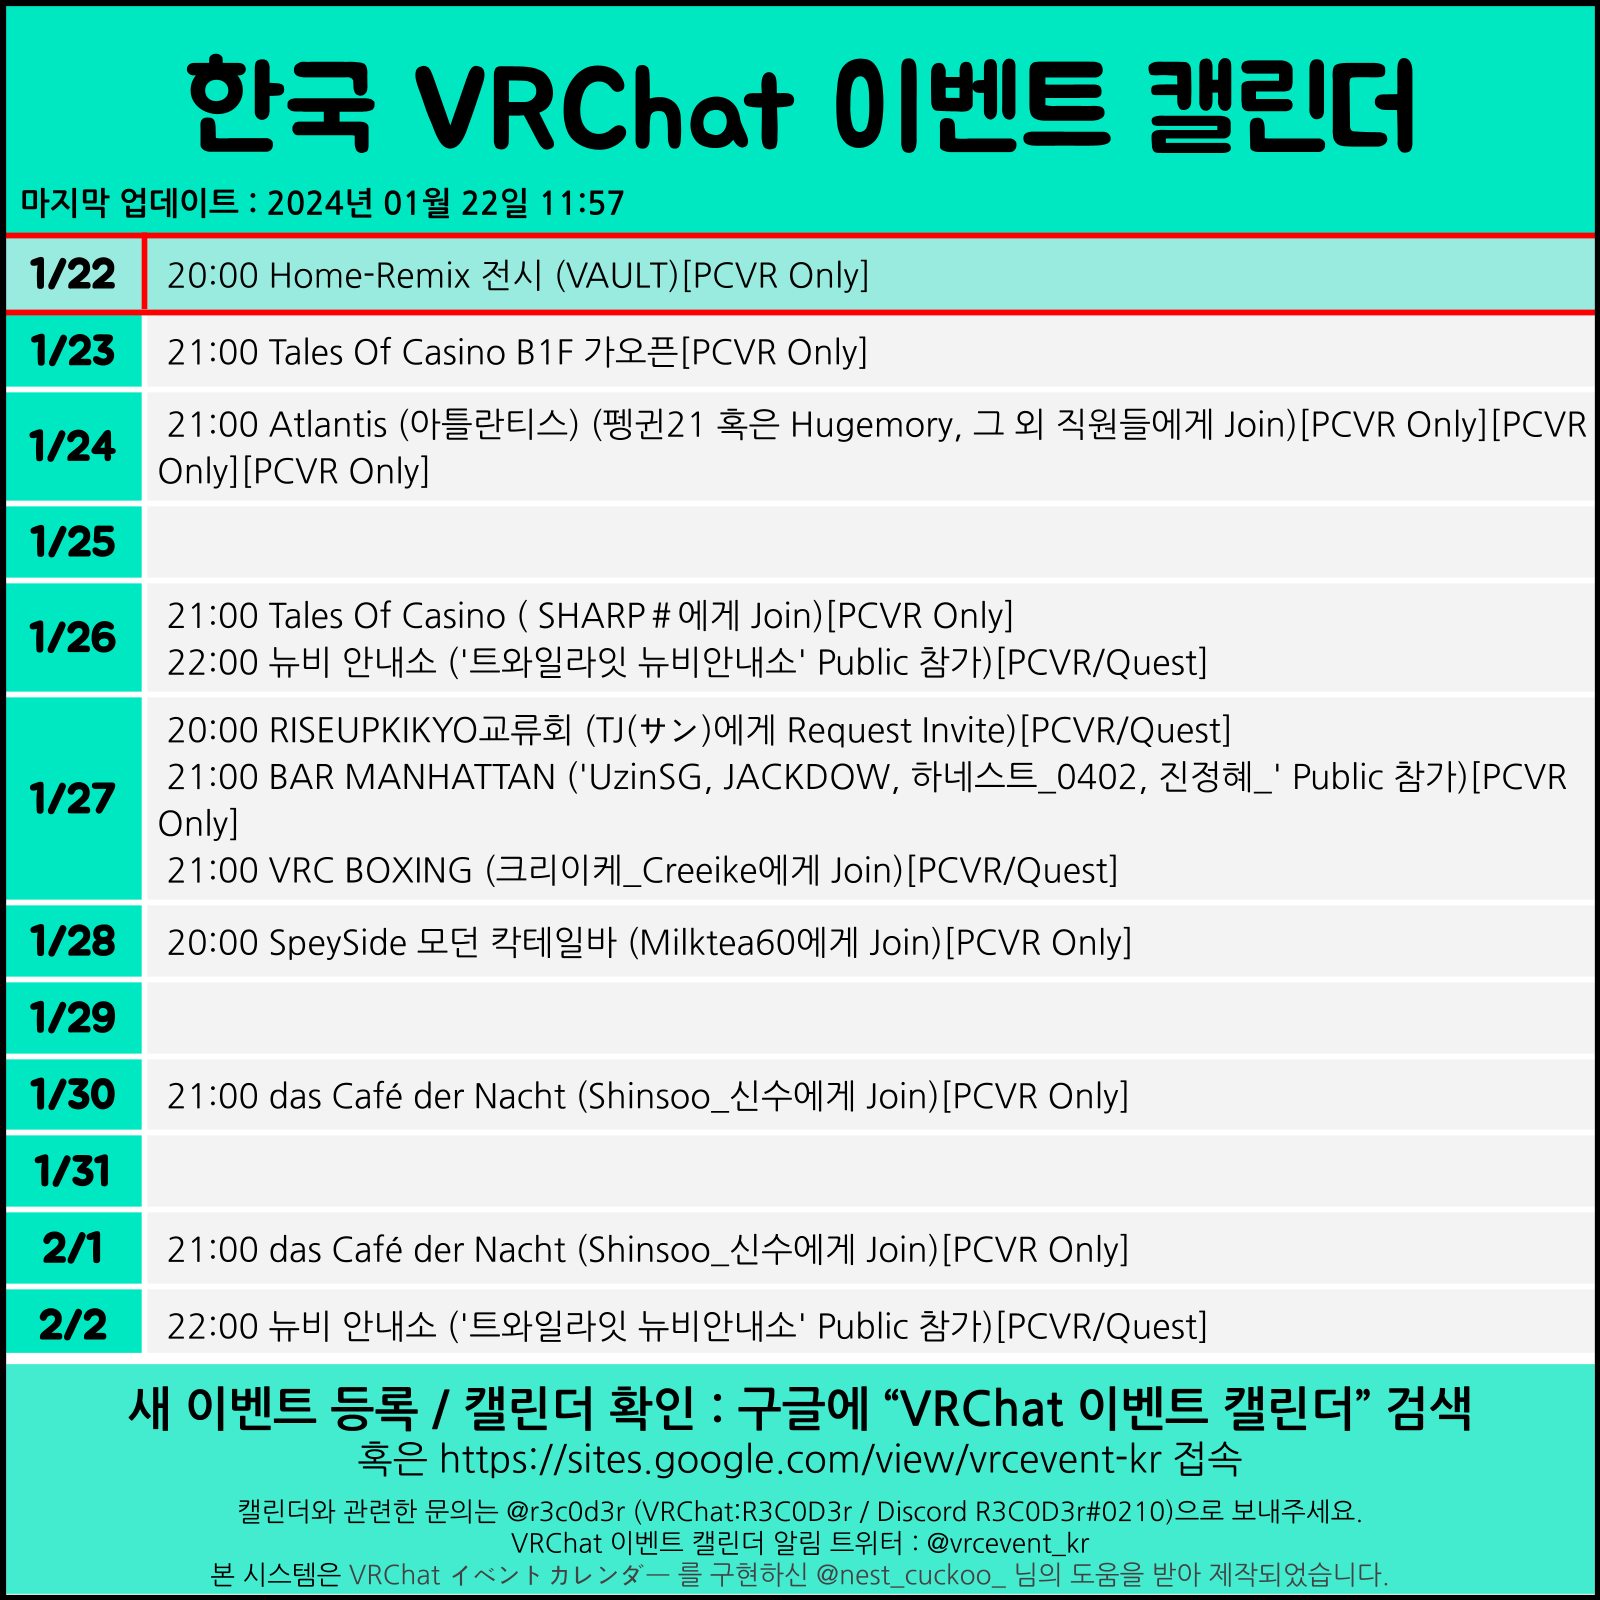 한국 VRChat 이벤트 캘린더
마지막 업데이트 : 2024년 01월 22일 11:57
1/22 20:00 Home-Remix 전시 (VAULT)[PCVR Only]
1/23 21:00 Tales Of Casino B1F 가오픈[PCVR Only]
1/24 21:00 Atlantis (아틀란티스) (펭귄21 혹은 Hugemory, 그 외 직원들에게 Join)[PCVR Only][PCVR
Only][PCVR Only]
1/25
1/26 21:00 Tales Of Casino ( SHARP＃에게 Join)[PCVR Only]
22:00 뉴비 안내소 ('트와일라잇 뉴비안내소' Public 참가)[PCVR/Quest]
1/27 20:00 RISEUPKIKYO교류회 (TJ(サン)에게 Request Invite)[PCVR/Quest]
21:00 BAR MANHATTAN ('UzinSG, JACKDOW, 하네스트_0402, 진정혜_' Public 참가)[PCVR
Only]
21:00 VRC BOXING (크리이케_Creeike에게 Join)[PCVR/Quest]
1/28 20:00 SpeySide 모던 칵테일바 (Milktea60에게 Join)[PCVR Only]
1/29
1/30 21:00 das Café der Nacht (Shinsoo_신수에게 Join)[PCVR Only]
1/31
2/1 21:00 das Café der Nacht (Shinsoo_신수에게 Join)[PCVR Only]
2/2 22:00 뉴비 안내소 ('트와일라잇 뉴비안내소' Public 참가)[PCVR/Quest]
새 이벤트 등록 / 캘린더 확인 : 구글에 “VRChat 이벤트 캘린더” 검색
혹은 https://sites.google.com/view/vrcevent-kr 접속
캘린더와 관련한 문의는 @r3c0d3r (VRChat:R3C0D3r / Discord R3C0D3r#0210)으로 보내주세요.
VRChat 이벤트 캘린더 알림 트위터 : @vrcevent_kr
본 시스템은 VRChat イベントカレンダー 를 구현하신 @nest_cuckoo_ 님의 도움을 받아 제작되었습니다.